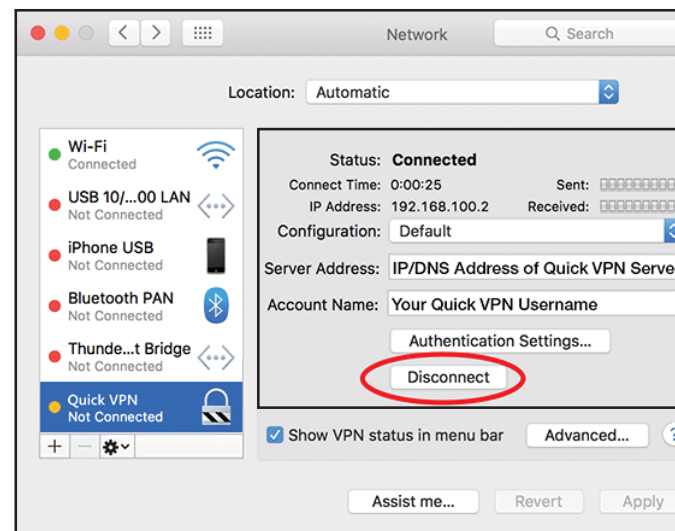 Network
Search
Location: Automatic
Wi-Fi
Connected
USB 10/...00 LAN
Not Connected
iPhone USB
Not Connected
Bluetooth PAN
Not Connected
Thunde...t Bridge
Not Connected
Quick VPN
Not Connected
Status: Connected
Connect Time: 0:00:25 Sent:
IP Address: 192.168.100.2 Received:
Configuration: Default
Server Address: IP/DNS Address of Quick VPN Serve
Account Name: Your Quick VPN Username
Authentication Settings...
Disconnect
Show VPN status in menu bar Advanced... ?
Assist me... Revert Apply